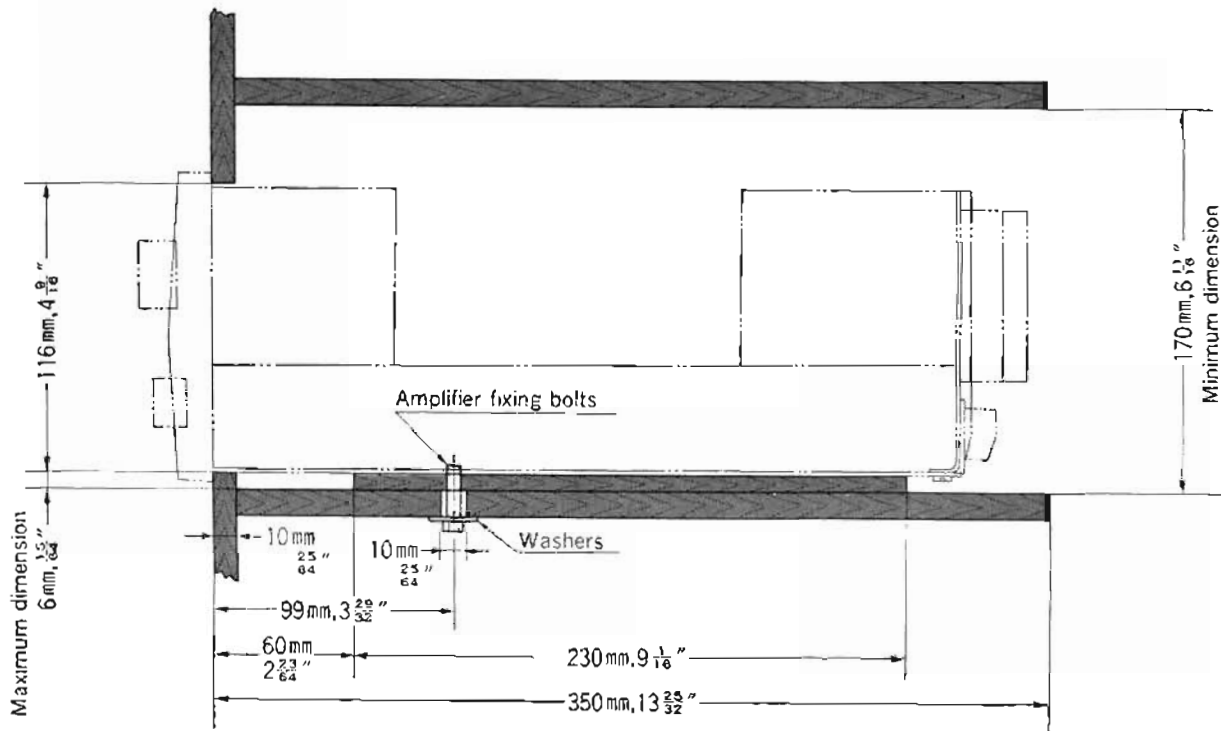 116mm, 4 9/16"
Amplifier fixing bolts
170mm, 6 11/16"
Minimum dimension
Maximum dimension
6mm, 15/64"
10mm
25/64"
10mm
25/64"
Washers
99mm, 3 29/32"
60mm
2 23/64"
230mm, 9 1/16"
350mm, 13 25/32"